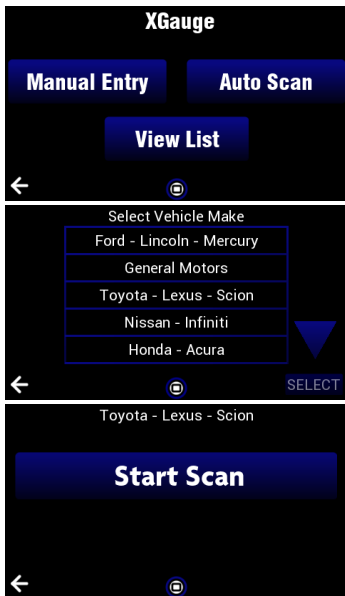 XGauge
Manual Entry
Auto Scan
View List
Select Vehicle Make
Ford - Lincoln - Mercury
General Motors
Toyota - Lexus - Scion
Nissan - Infiniti
Honda - Acura
SELECT
Toyota - Lexus - Scion
Start Scan